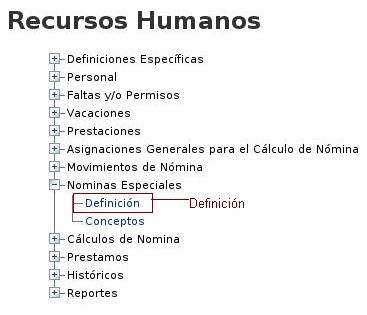 Recursos Humanos
Definiciones Específicas
Personal
Faltas y/o Permisos
Vacaciones
Prestaciones
Asignaciones Generales para el Cálculo de Nómina
Movimientos de Nómina
Nominas Especiales
Definición Definición
Conceptos
Cálculos de Nomina
Prestamos
Históricos
Reportes